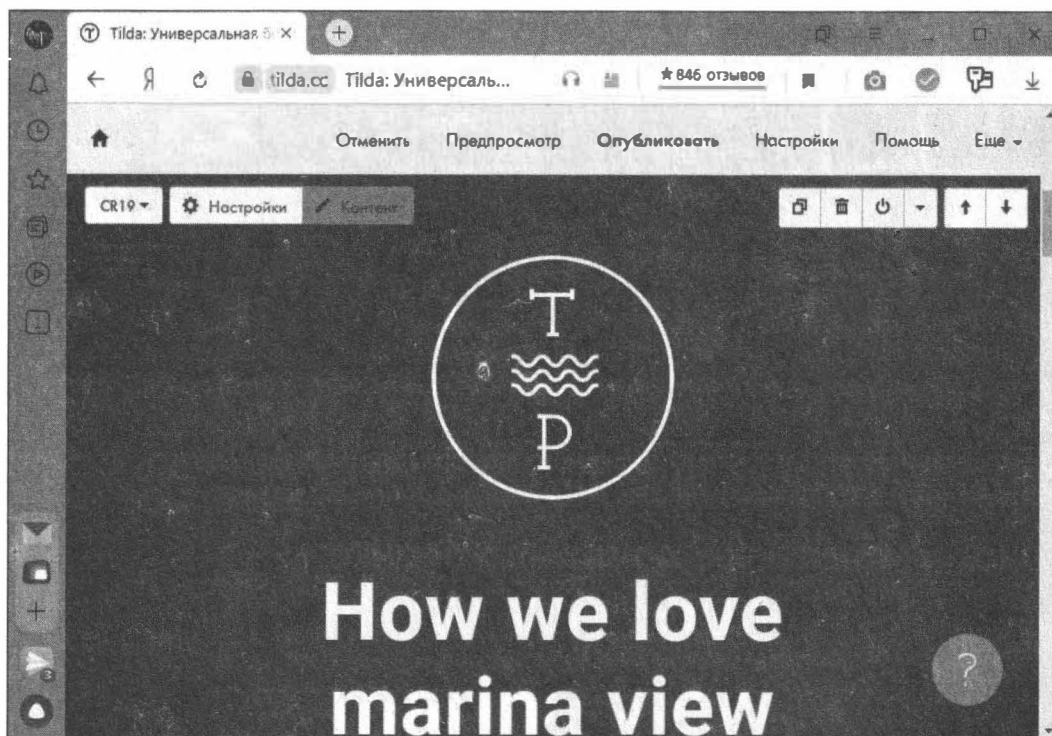 Tilda: Универсальная б
tilda.cc Tilda: Универсаль... ★ 846 отзывов
Отменить Предпросмотр Опубликовать Настройки Помощь Еще
CR19 Настройки Контент
T
P
How we love
marina view
?
3